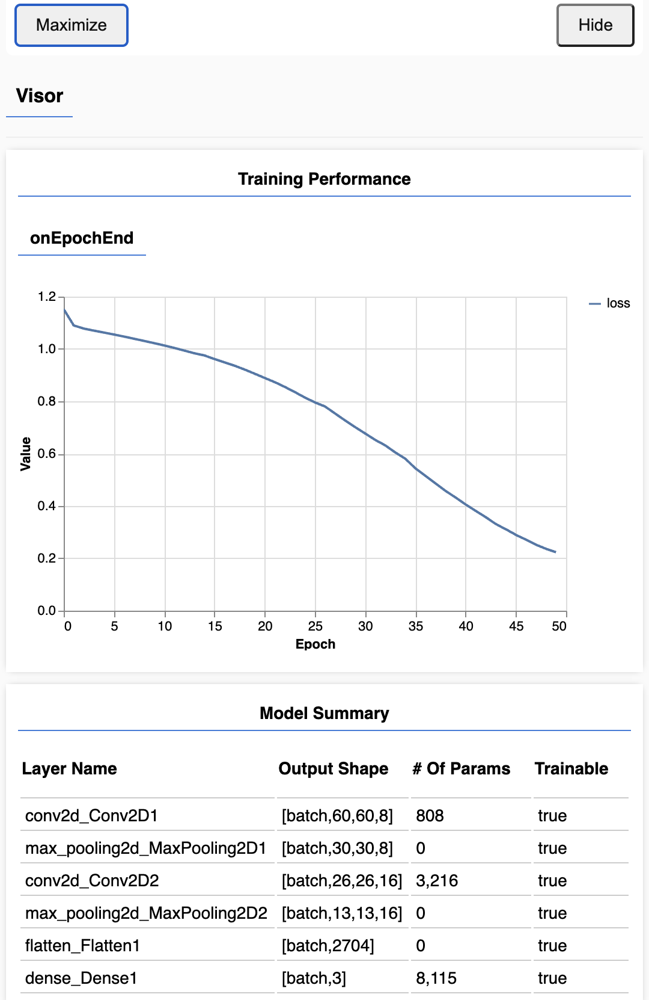 Maximize Hide
Visor
Training Performance
onEpochEnd
1.2
1.0
0.8
0.6
0.4
0.2
0.0
Value
0 5 10 15 20 25 30 35 40 45 50
Epoch
loss
Model Summary
Layer Name Output Shape # Of Params Trainable
conv2d_Conv2D1 [batch,60,60,8] 808 true
max_pooling2d_MaxPooling2D1 [batch,30,30,8] 0 true
conv2d_Conv2D2 [batch,26,26,16] 3,216 true
max_pooling2d_MaxPooling2D2 [batch,13,13,16] 0 true
flatten_Flatten1 [batch,2704] 0 true
dense_Dense1 [batch,3] 8,115 true